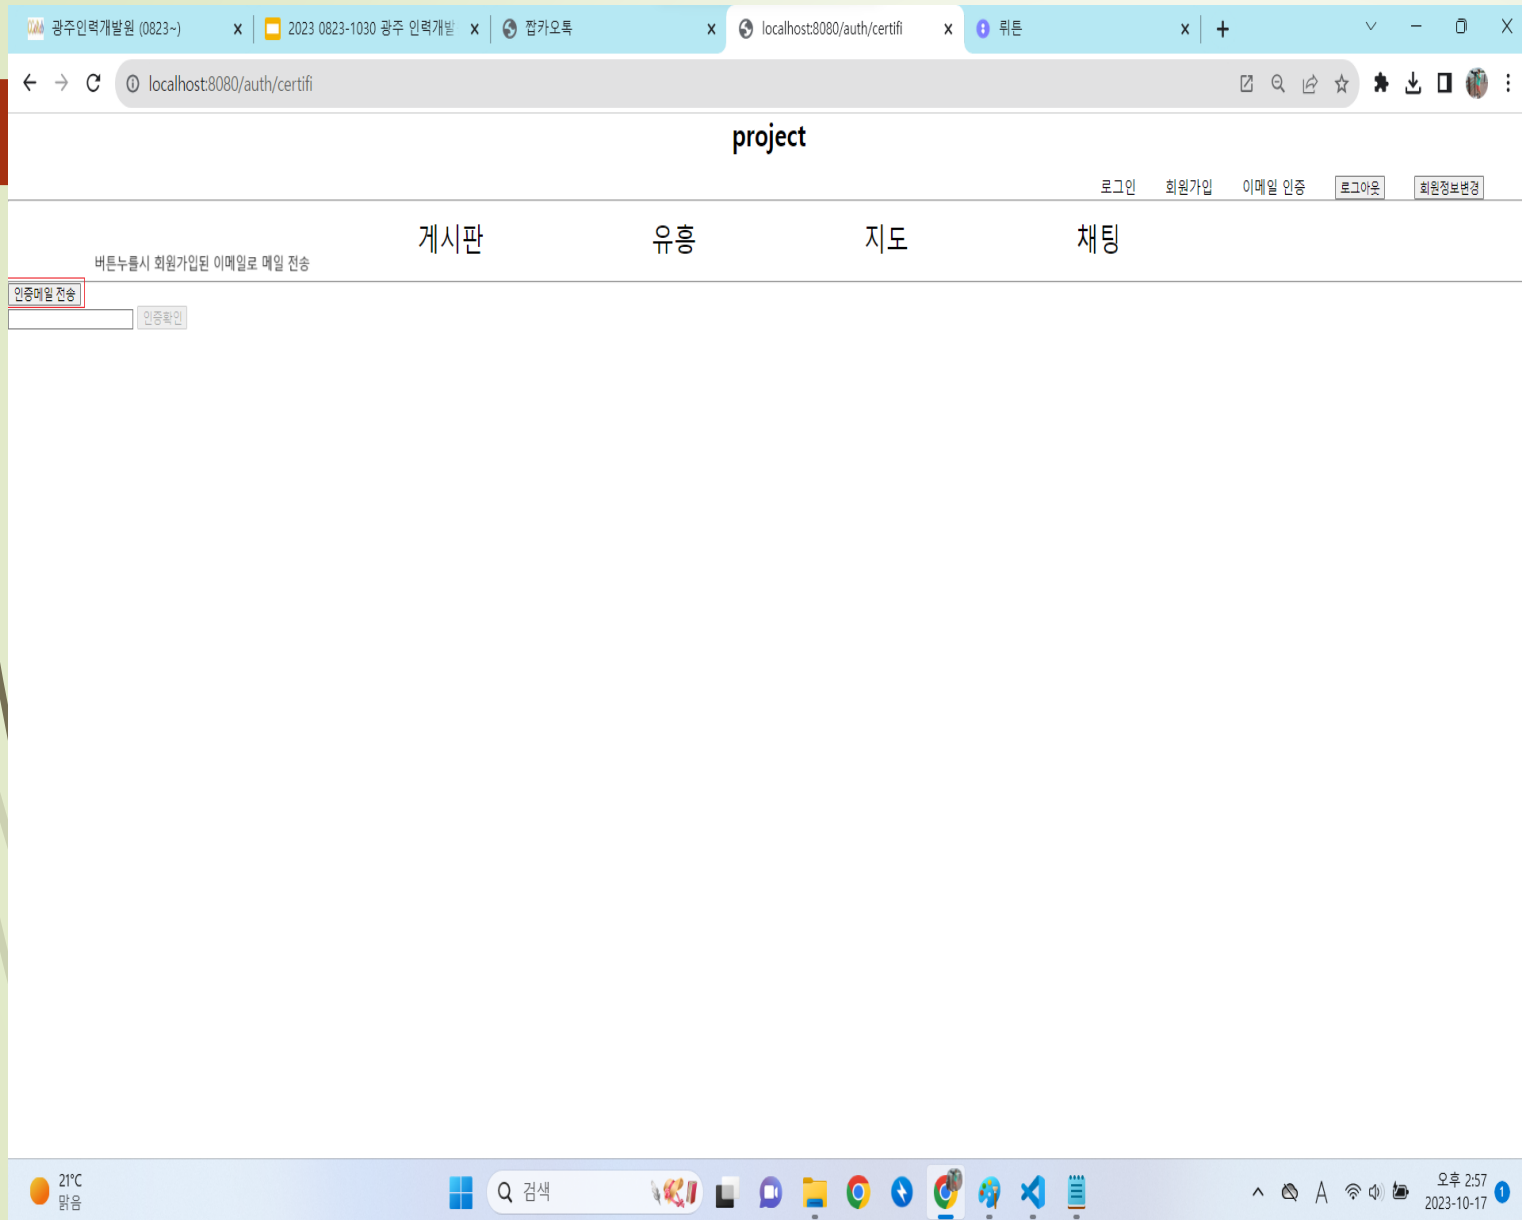 광주인력개발원 (0823~)
2023 0823-1030 광주 인력개발
짭카오톡
localhost:8080/auth/certifi
뤼튼
localhost:8080/auth/certifi
project
로그인 회원가입 이메일 인증 로그아웃 회원정보변경
게시판 유흥 지도 채팅
버튼누를시 회원가입된 이메일로 메일 전송
인증메일 전송
인증확인
21°C
맑음
검색
A
오후 2:57
2023-10-17
1